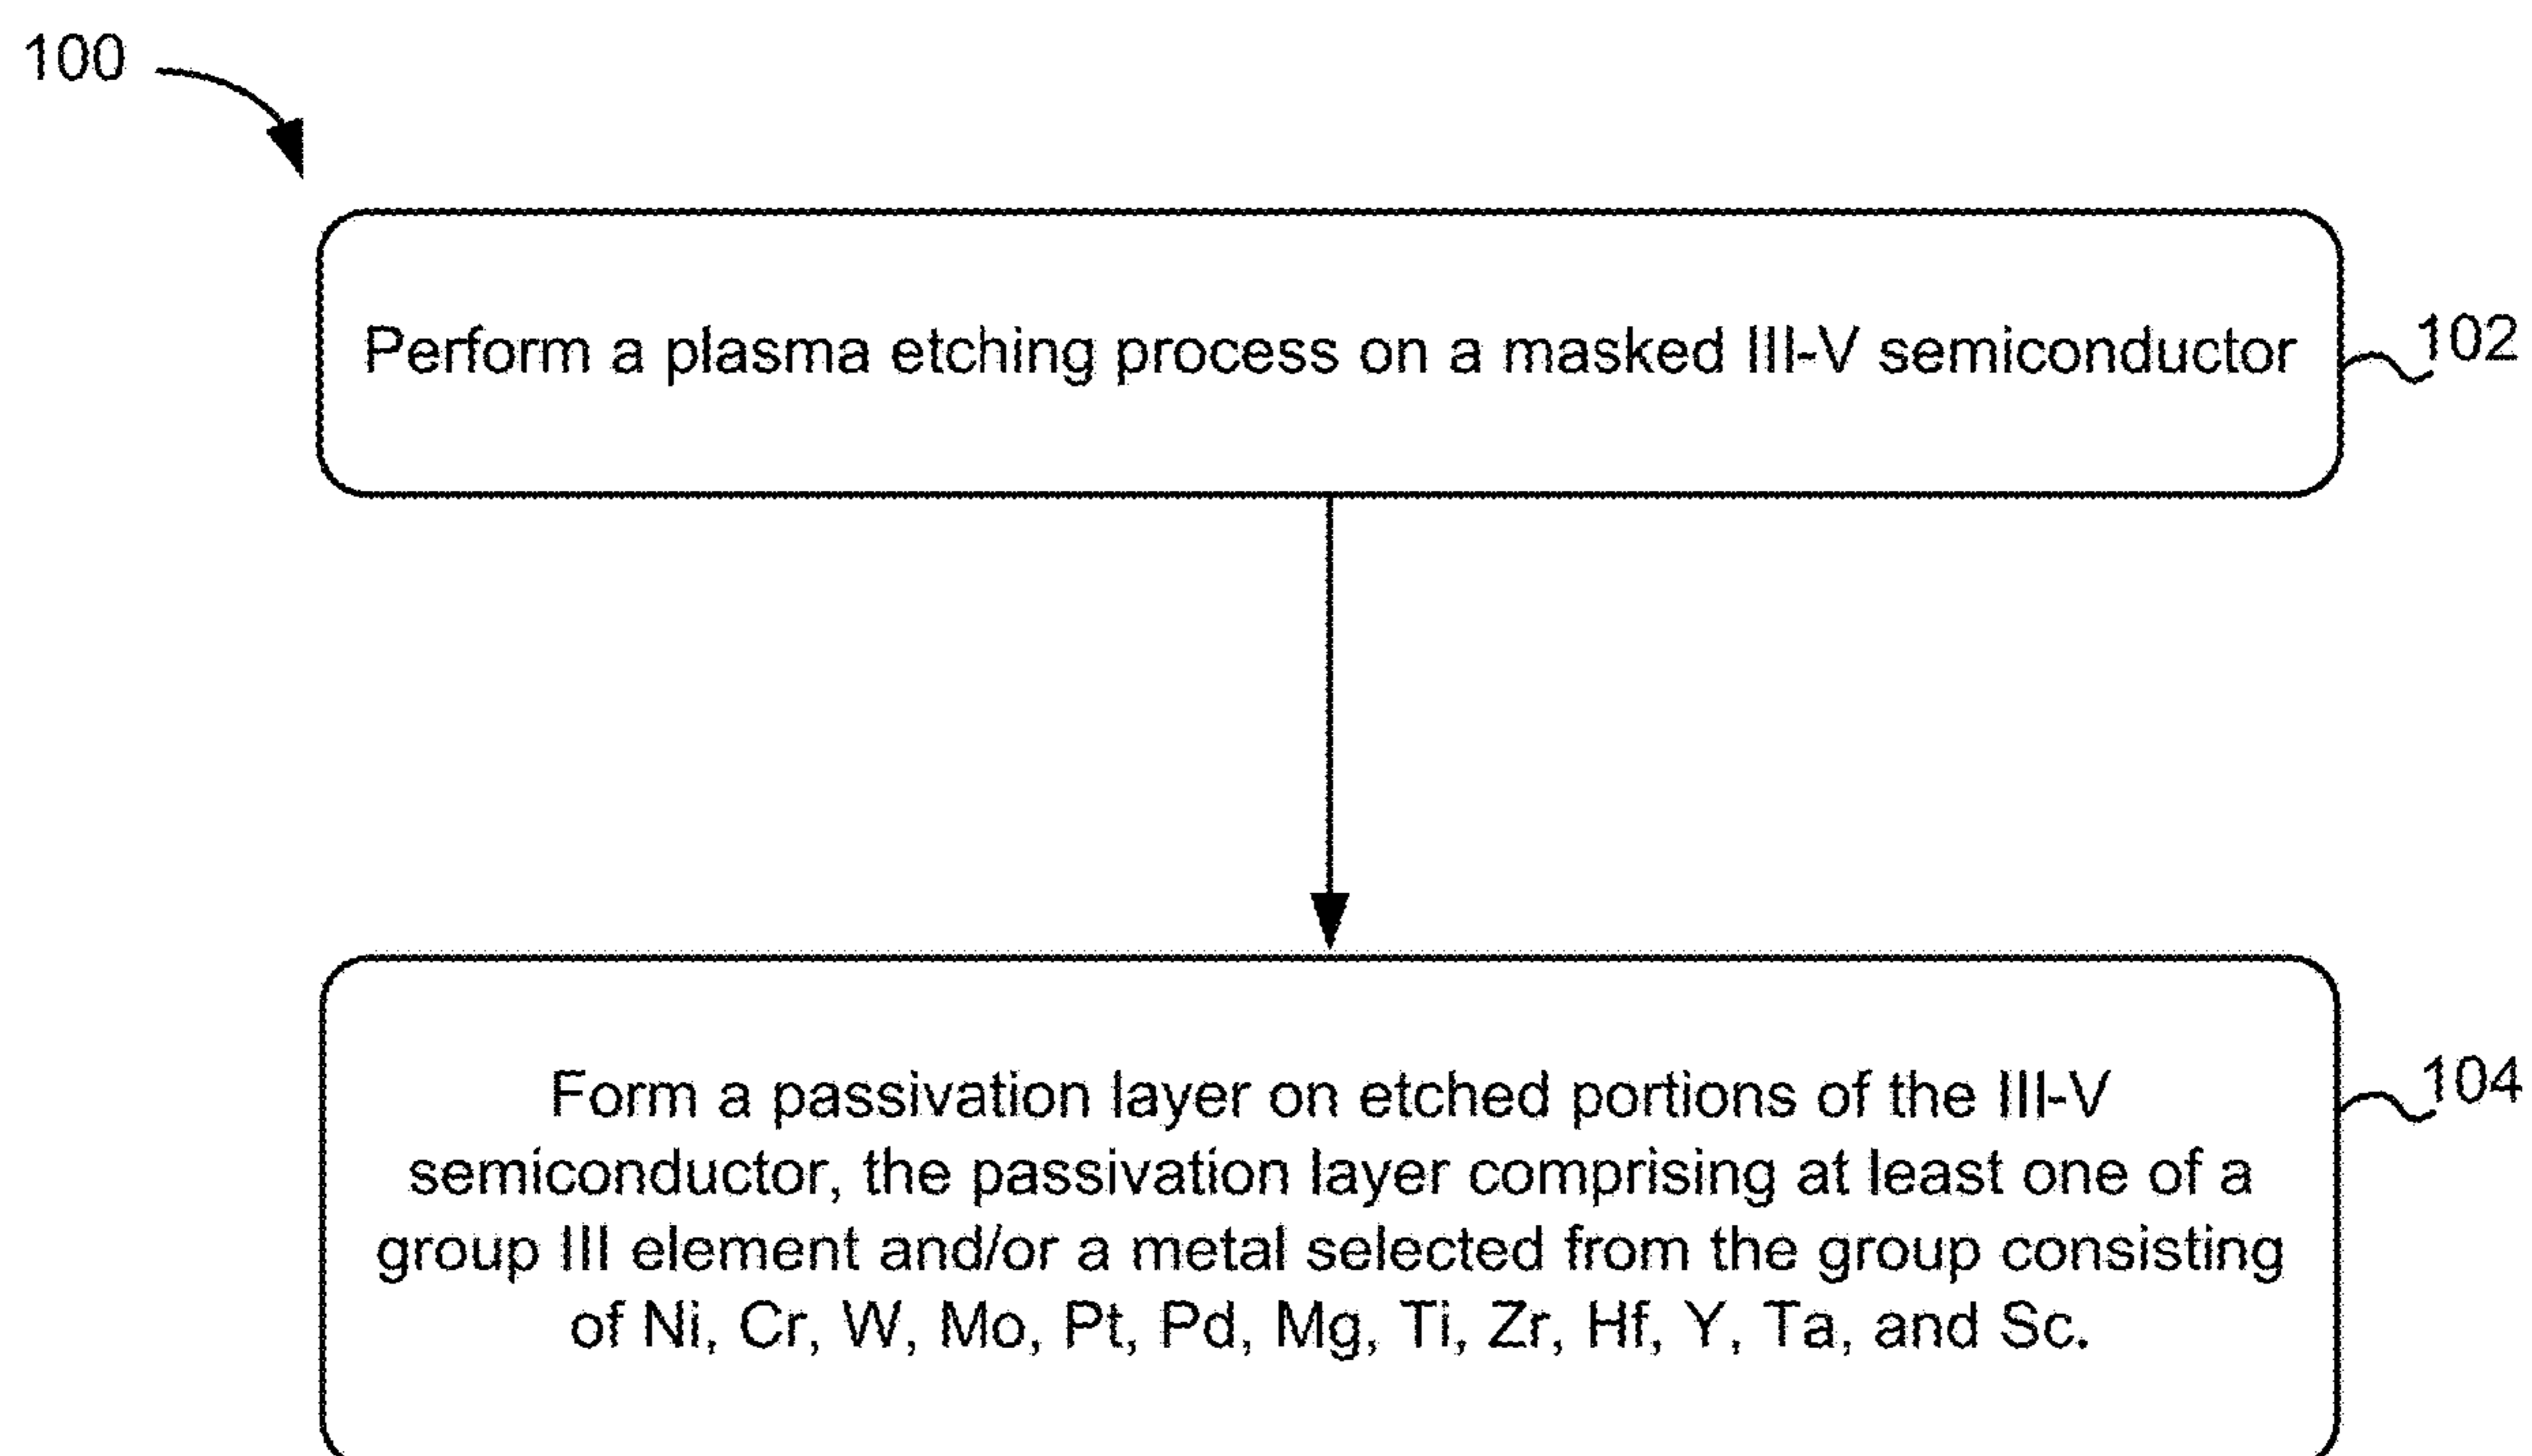 100
Perform a plasma etching process on a masked III-V semiconductor
102
Form a passivation layer on etched portions of the III-V
semiconductor, the passivation layer comprising at least one of a
group III element and/or a metal selected from the group consisting
of Ni, Cr, W, Mo, Pt, Pd, Mg, Ti, Zr, Hf, Y, Ta, and Sc.
104